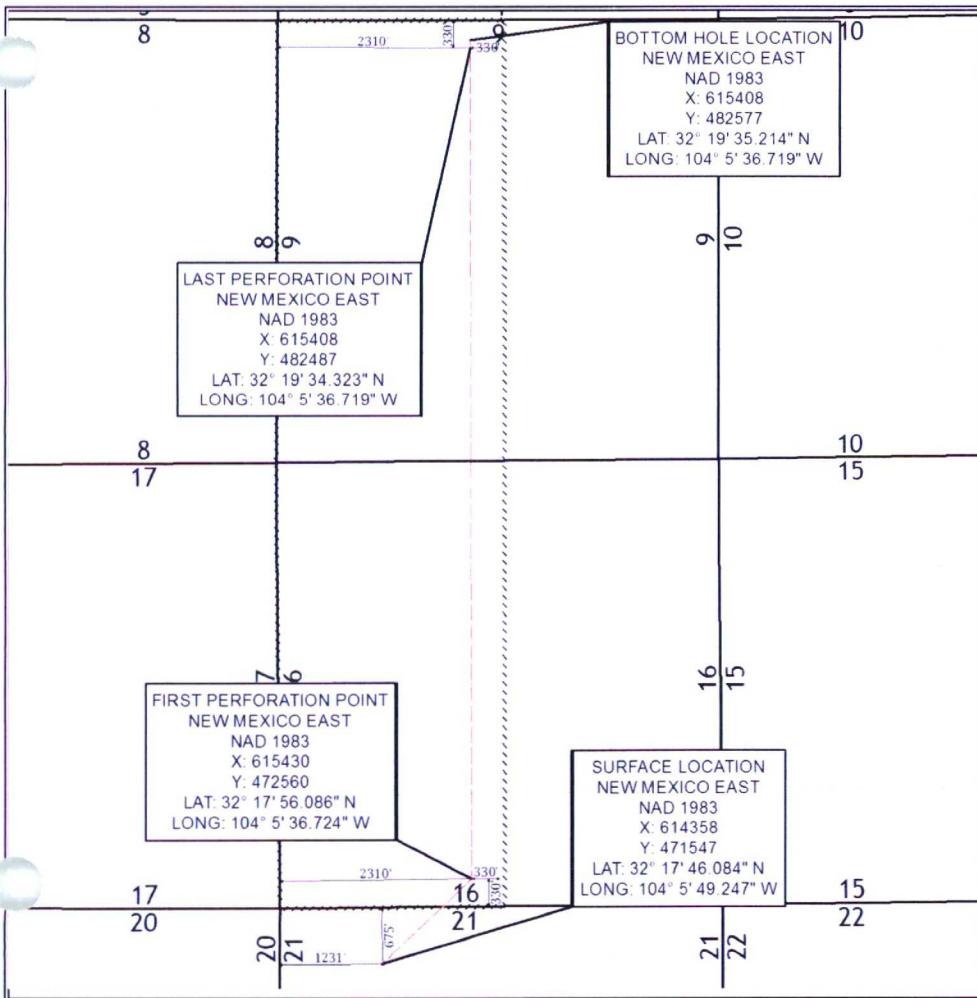 8
10
2310'
330'
330'
9
BOTTOM HOLE LOCATION
NEW MEXICO EAST
NAD 1983
X: 615408
Y: 482577
LAT: 32° 19' 35.214" N
LONG: 104° 5' 36.719" W
8
9
9
10
LAST PERFORATION POINT
NEW MEXICO EAST
NAD 1983
X: 615408
Y: 482487
LAT: 32° 19' 34.323" N
LONG: 104° 5' 36.719" W
8
17
10
15
7
6
16
15
FIRST PERFORATION POINT
NEW MEXICO EAST
NAD 1983
X: 615430
Y: 472560
LAT: 32° 17' 56.086" N
LONG: 104° 5' 36.724" W
SURFACE LOCATION
NEW MEXICO EAST
NAD 1983
X: 614358
Y: 471547
LAT: 32° 17' 46.084" N
LONG: 104° 5' 49.247" W
2310'
330'
330'
17
20
16
21
15
22
675'
1231'
20
21
21
22